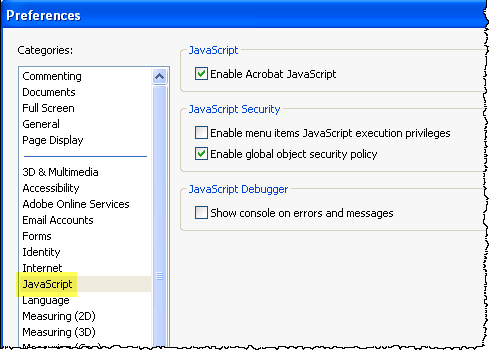 Preferences
Categories:
Commenting
Documents
Full Screen
General
Page Display
3D & Multimedia
Accessibility
Adobe Online Services
Email Accounts
Forms
Identity
Internet
JavaScript
Language
Measuring (2D)
Measuring (3D)
JavaScript
Enable Acrobat JavaScript
JavaScript Security
Enable menu items JavaScript execution privileges
Enable global object security policy
JavaScript Debugger
Show console on errors and messages